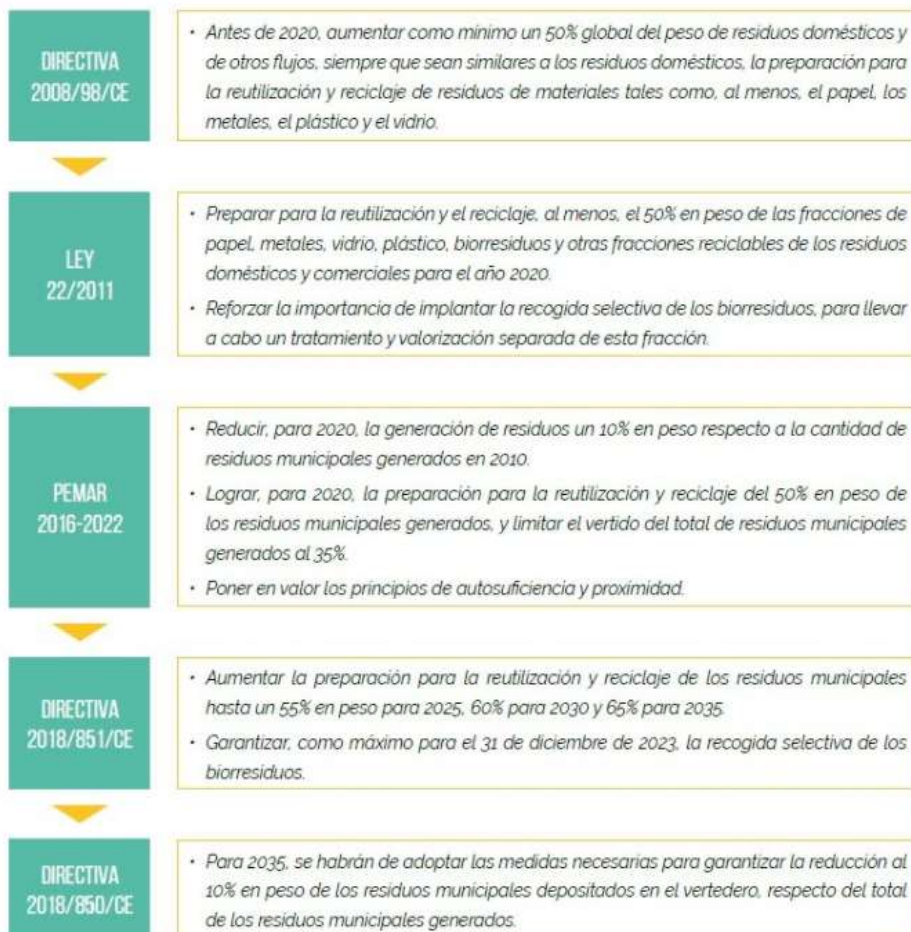 DIRECTIVA
2008/98/CE
• Antes de 2020, aumentar como mínimo un 50% global del peso de residuos domésticos y
de otros flujos, siempre que sean similares a los residuos domésticos, la preparación para
la reutilización y reciclaje de residuos de materiales tales como, al menos, el papel, los
metales, el plástico y el vidrio.
LEY
22/2011
• Preparar para la reutilización y el reciclaje, al menos, el 50% en peso de las fracciones de
papel, metales, vidrio, plástico, biorresiduos y otras fracciones reciclables de los residuos
domésticos y comerciales para el año 2020.
• Reforzar la importancia de implantar la recogida selectiva de los biorresiduos, para llevar
a cabo un tratamiento y valorización separada de esta fracción.
PEMAR
2016-2022
• Reducir, para 2020, la generación de residuos un 10% en peso respecto a la cantidad de
residuos municipales generados en 2010.
• Lograr, para 2020, la preparación para la reutilización y reciclaje del 50% en peso de
los residuos municipales generados, y limitar el vertido del total de residuos municipales
generados al 35%.
• Poner en valor los principios de autosuficiencia y proximidad.
DIRECTIVA
2018/851/CE
• Aumentar la preparación para la reutilización y reciclaje de los residuos municipales
hasta un 55% en peso para 2025, 60% para 2030 y 65% para 2035.
• Garantizar, como máximo para el 31 de diciembre de 2023, la recogida selectiva de los
biorresiduos.
DIRECTIVA
2018/850/CE
• Para 2035, se habrán de adoptar las medidas necesarias para garantizar la reducción al
10% en peso de los residuos municipales depositados en el vertedero, respecto del total
de los residuos municipales generados.